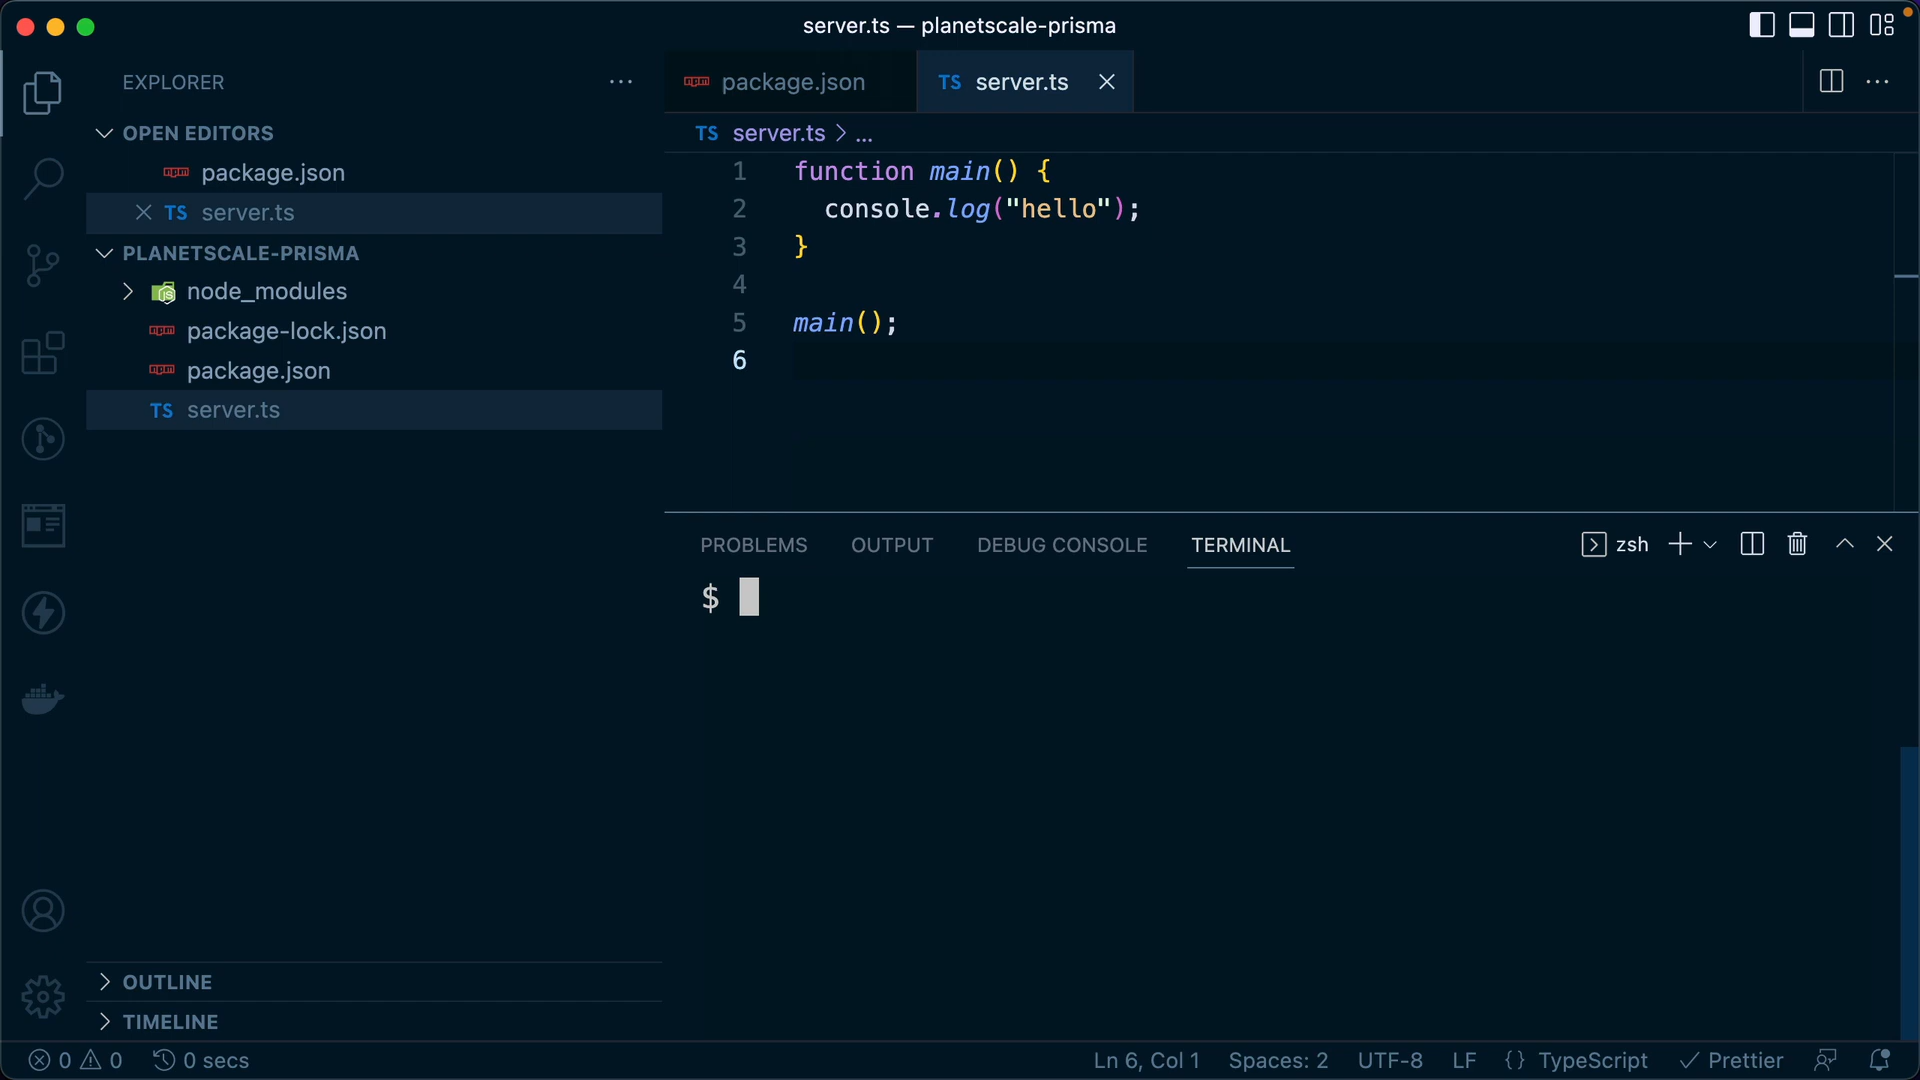 server.ts — planetscale-prisma
EXPLORER
OPEN EDITORS
package.json
TS server.ts
PLANETSCALE-PRISMA
node_modules
package-lock.json
package.json
TS server.ts
OUTLINE
TIMELINE
package.json
TS server.ts
TS server.ts > ...
1 function main() {
2 console.log("hello");
3 }
4
5 main();
6
PROBLEMS OUTPUT DEBUG CONSOLE TERMINAL
zsh
$
0 0 0 secs
Ln 6, Col 1 Spaces: 2 UTF-8 LF {} TypeScript Prettier